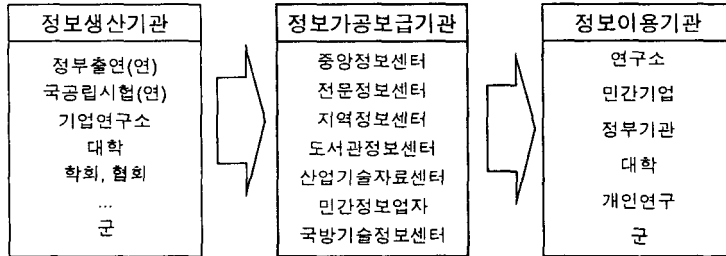 정보생산기관
정부출연(연)
국공립시험(연)
기업연구소
대학
학회, 협회
...
군
정보가공보급기관
중앙정보센터
전문정보센터
지역정보센터
도서관정보센터
산업기술자료센터
민간정보업자
국방기술정보센터
정보이용기관
연구소
민간기업
정부기관
대학
개인연구
군